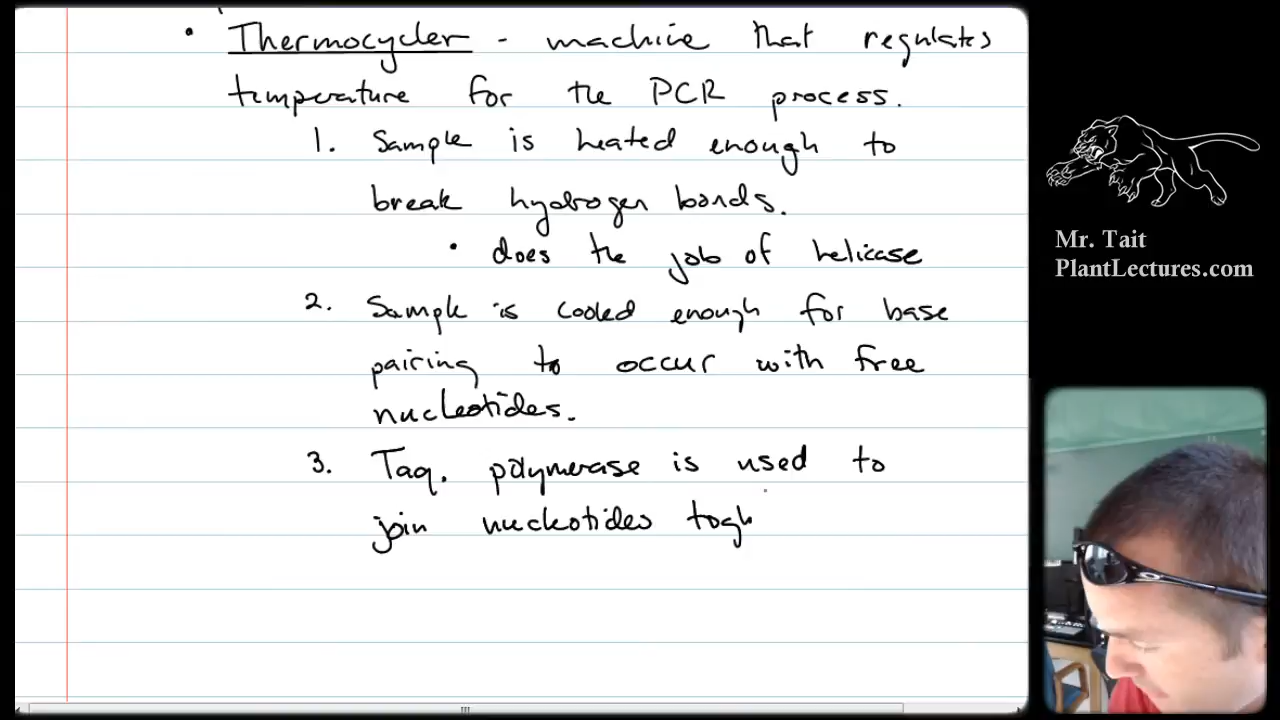 • Thermocycler - machine that regulates
temperature for the PCR process.
1. Sample is heated enough to
break hydrogen bonds.
• does the job of helicase
2. Sample is cooled enough for base
pairing to occur with free
nucleotides.
3. Taq. polymerase is used to
join nucleotides togh
Mr. Tait
PlantLectures.com